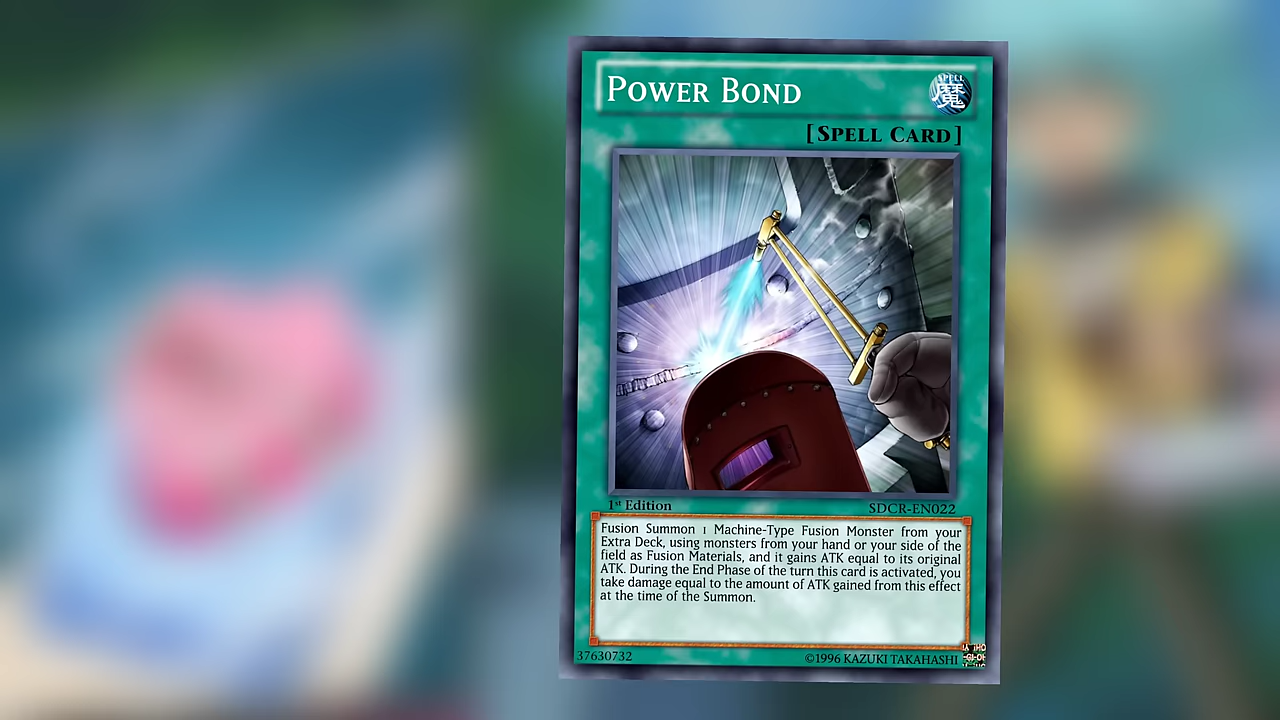 POWER BOND
SPELL
魔
[SPELL CARD]
1st Edition
SDCR-EN022
Fusion Summon 1 Machine-Type Fusion Monster from your
Extra Deck, using monsters from your hand or your side of the
field as Fusion Materials, and it gains ATK equal to its original
ATK. During the End Phase of the turn this card is activated, you
take damage equal to the amount of ATK gained from this effect
at the time of the Summon.
37630732
©1996 KAZUKI TAKAHASHI